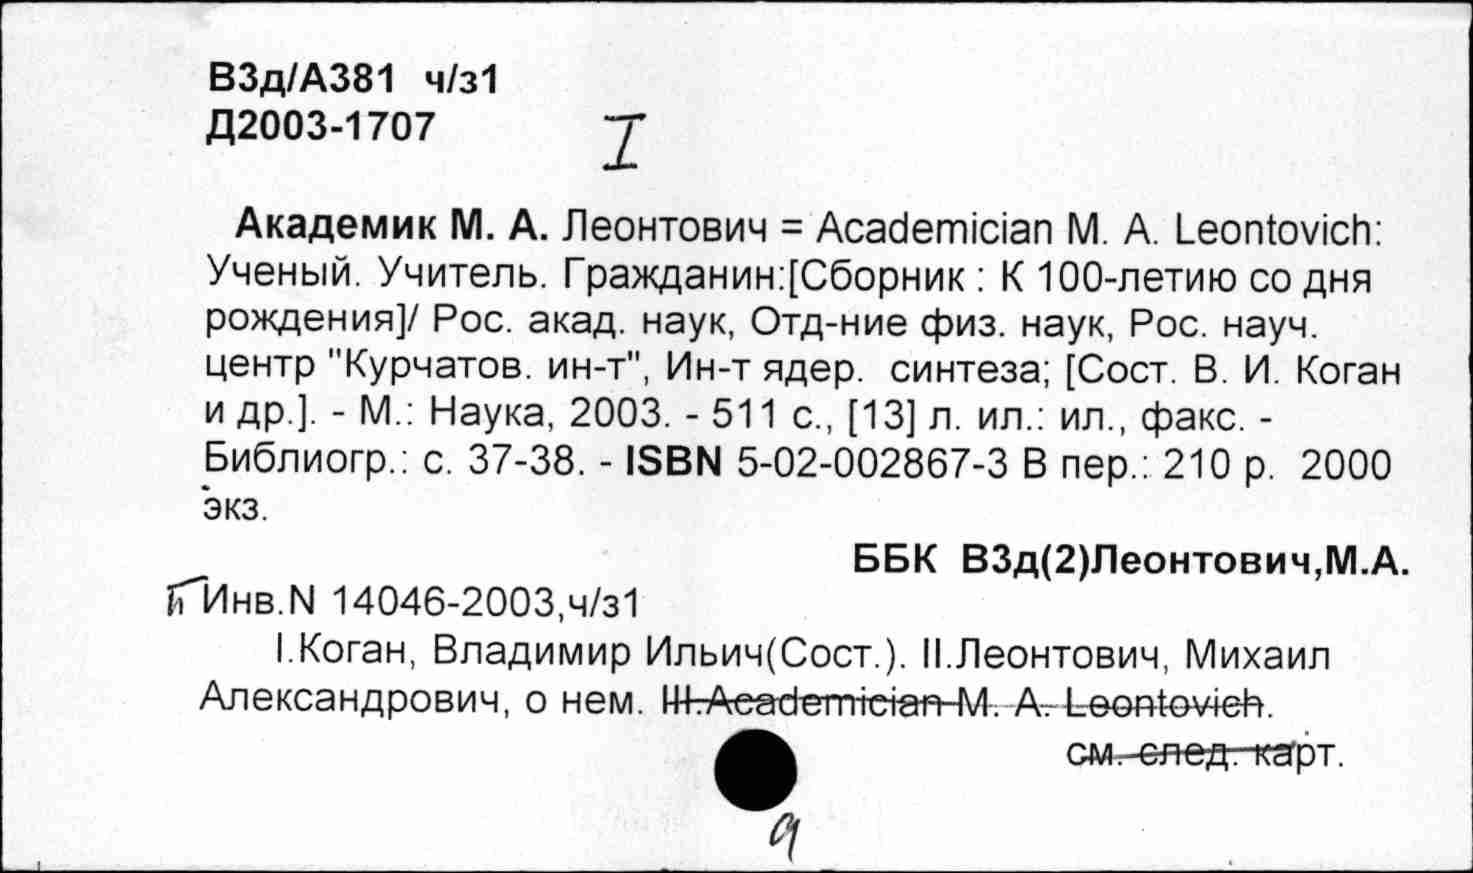 В3д/А381 ч/з1
Д2003-1707
I
Академик М. А. Леонтович = Academician M. A. Leontovich:
Ученый. Учитель. Гражданин:[Сборник : К 100-летию со дня
рождения]/ Рос. акад. наук, Отд-ние физ. наук, Рос. науч.
центр "Курчатов. ин-т", Ин-т ядер. синтеза; [Сост. В. И. Коган
и др.]. - М.: Наука, 2003. - 511 с., [13] л. ил.: ил., факс. -
Библиогр.: с. 37-38. - ISBN 5-02-002867-3 В пер.: 210 р. 2000
экз.
ББК В3д(2)Леонтович,М.А.
Инв.N 14046-2003,ч/з1
I.Коган, Владимир Ильич(Сост.). II.Леонтович, Михаил
Александрович, о нем. III.Academician M. A. Leontovich.
см. след. карт.
9